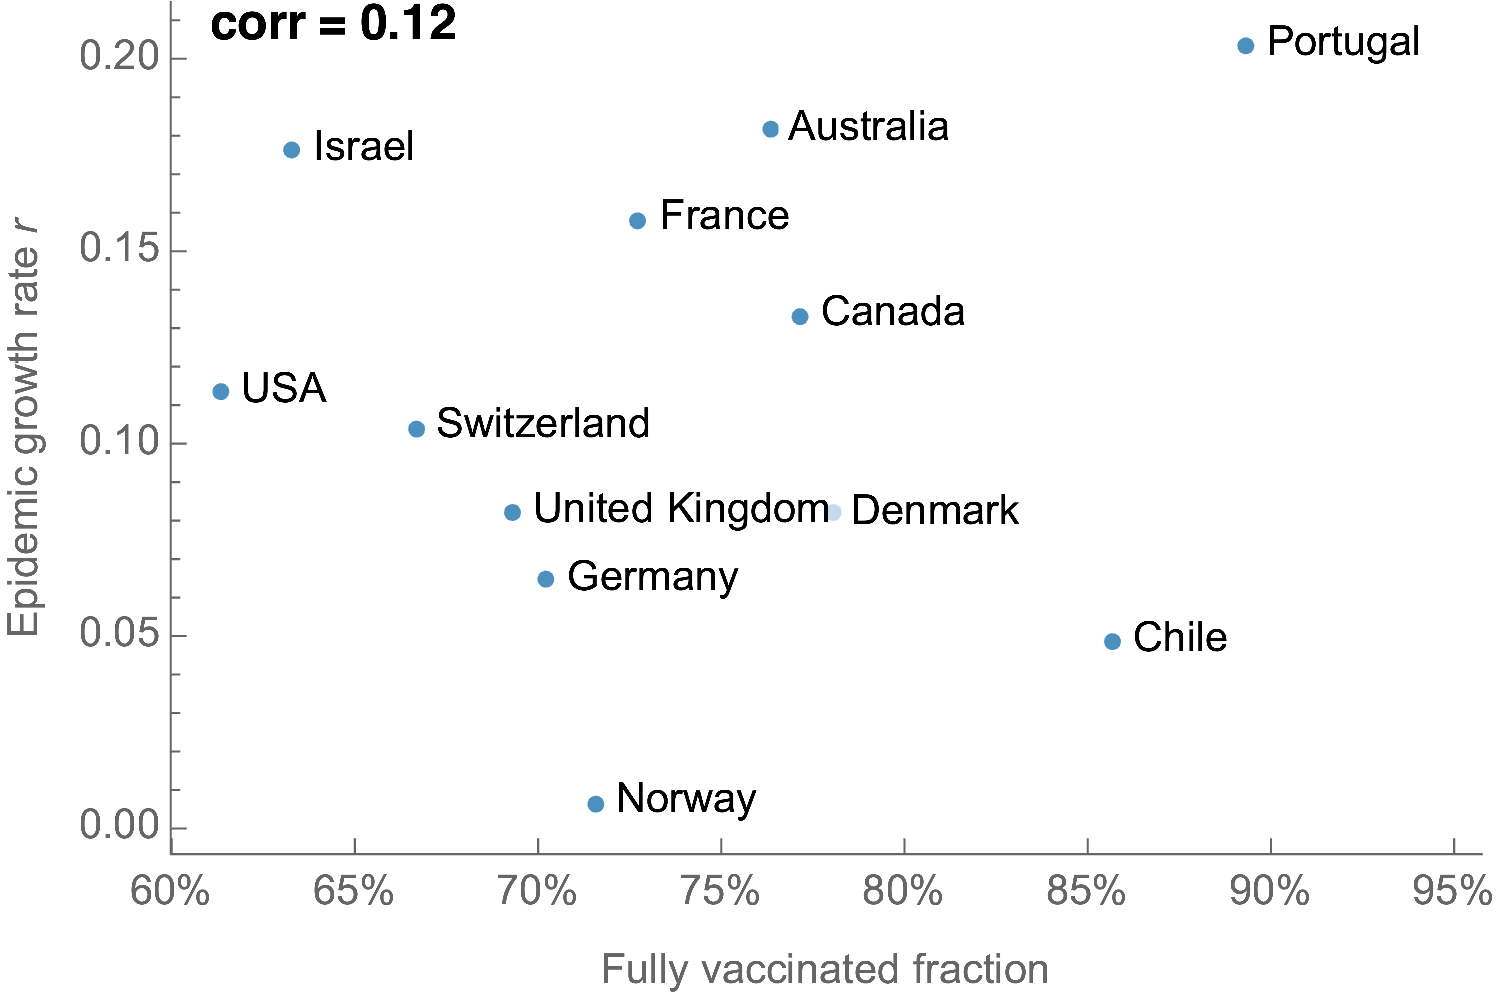 corr = 0.12
0.20
Portugal
Australia
Israel
France
0.15
Canada
USA
0.10
Switzerland
United Kingdom
Denmark
Germany
0.05
Chile
Norway
0.00
Epidemic growth rate r
60% 65% 70% 75% 80% 85% 90% 95%
Fully vaccinated fraction